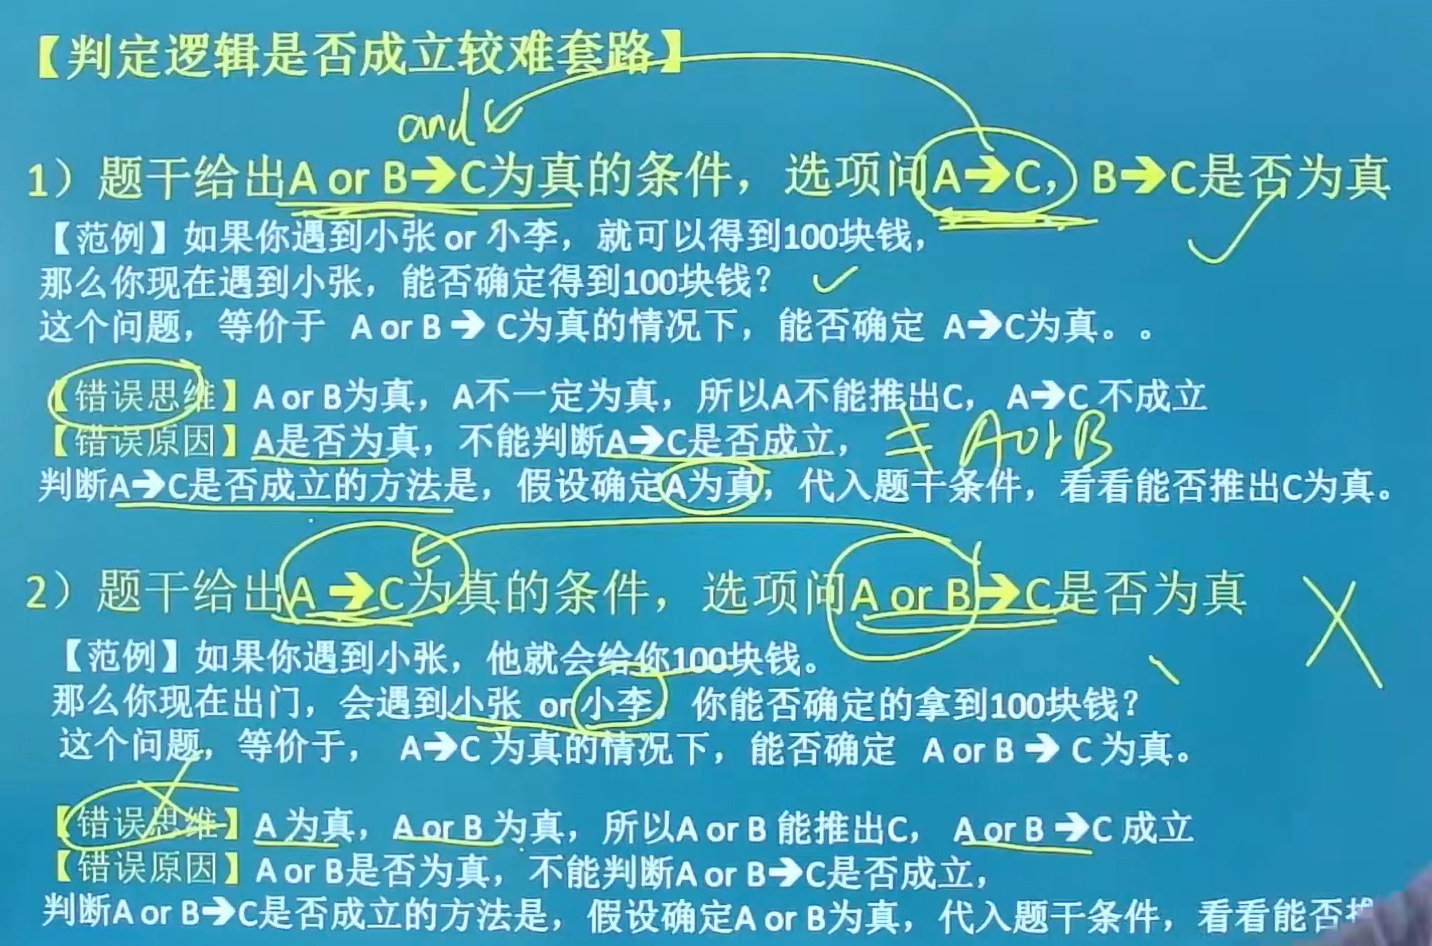 【判定逻辑是否成立较难套路】
and
1）题干给出A or B→C为真的条件，选项问A→C，B→C是否为真
【范例】如果你遇到小张 or 小李，就可以得到100块钱，
那么你现在遇到小张，能否确定得到100块钱？
这个问题，等价于 A or B → C为真的情况下，能否确定 A→C为真。。
【错误思维】A or B为真，A不一定为真，所以A不能推出C， A→C 不成立
【错误原因】A是否为真，不能判断A→C是否成立，
A or B
判断A→C是否成立的方法是，假设确定A为真，代入题干条件，看看能否推出C为真。
2）题干给出A →C为真的条件，选项问A or B→C是否为真
【范例】如果你遇到小张，他就会给你100块钱。
那么你现在出门，会遇到小张 or 小李，你能否确定的拿到100块钱？
这个问题，等价于， A→C 为真的情况下，能否确定 A or B → C 为真。
【错误思维】A 为真，A or B 为真，所以A or B 能推出C， A or B →C 成立
【错误原因】A or B是否为真，不能判断A or B→C是否成立，
判断A or B→C是否成立的方法是，假设确定A or B为真，代入题干条件，看看能否